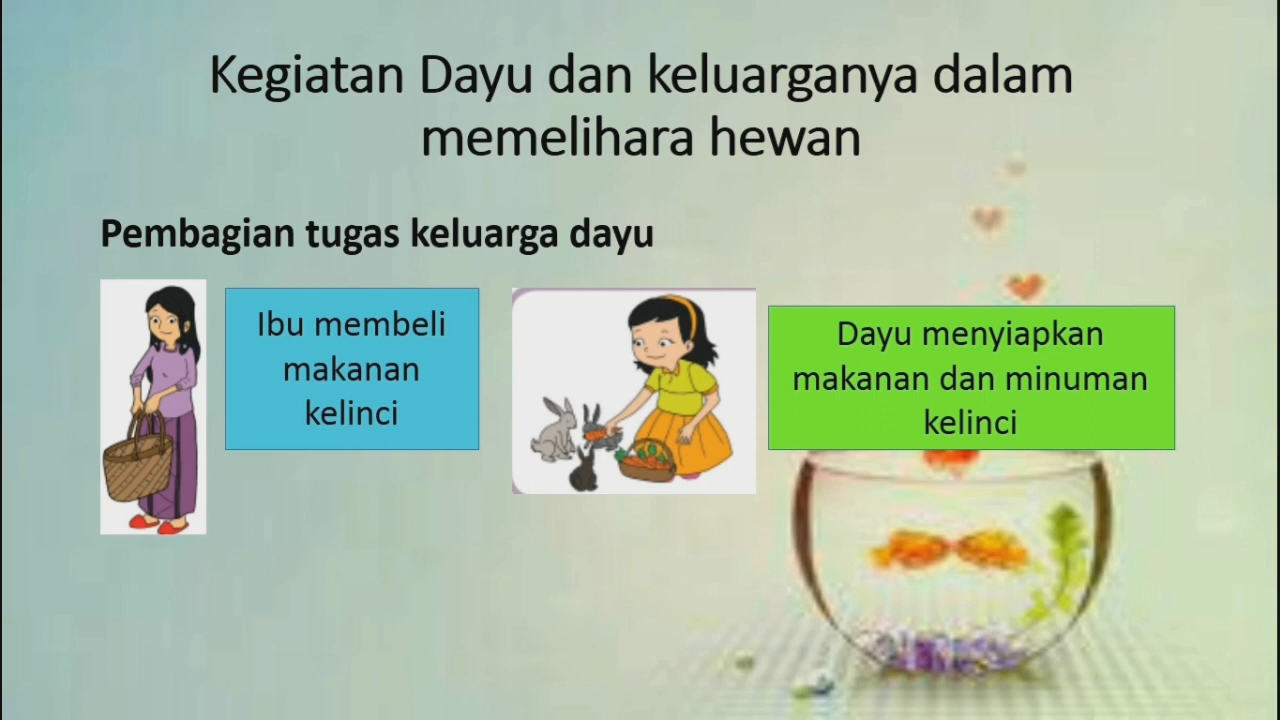 Kegiatan Dayu dan keluarganya dalam
memelihara hewan
Pembagian tugas keluarga dayu
Ibu membeli
makanan
kelinci
Dayu menyiapkan
makanan dan minuman
kelinci